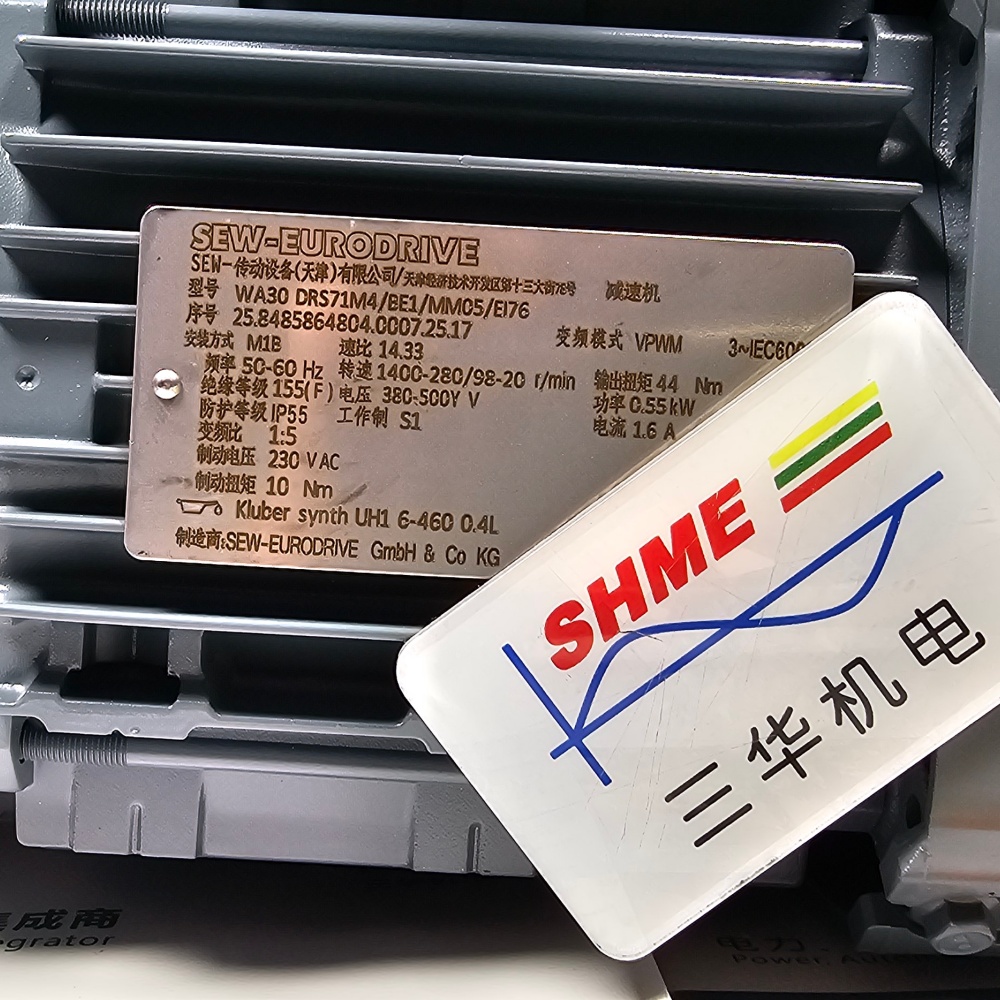 SEW-EURODRIVE
SEW-传动设备(天津)有限公司/天津经济技术开发区第十三大街78号 减速机
型号 WA30 DRS71M4/BE1/MM05/EI76
序号 25.8485864804.0007.25.17
安装方式 M1B 速比 14.33 变频模式 VPWM 3~IEC600
频率 50-60 Hz 转速 1400-280/98-20 r/min 输出扭矩 44 Nm
绝缘等级 155(F) 电压 380-500Y V 功率 0.55kW
防护等级 IP55 工作制 S1 电流 1.6 A
变频比 1:5
制动电压 230 VAC
制动扭矩 10 Nm
Kluber synth UH1 6-460 0.4L
制造商:SEW-EURODRIVE GmbH & Co KG
SHME
三华机电
成商
egrator
电力
Power, Auto